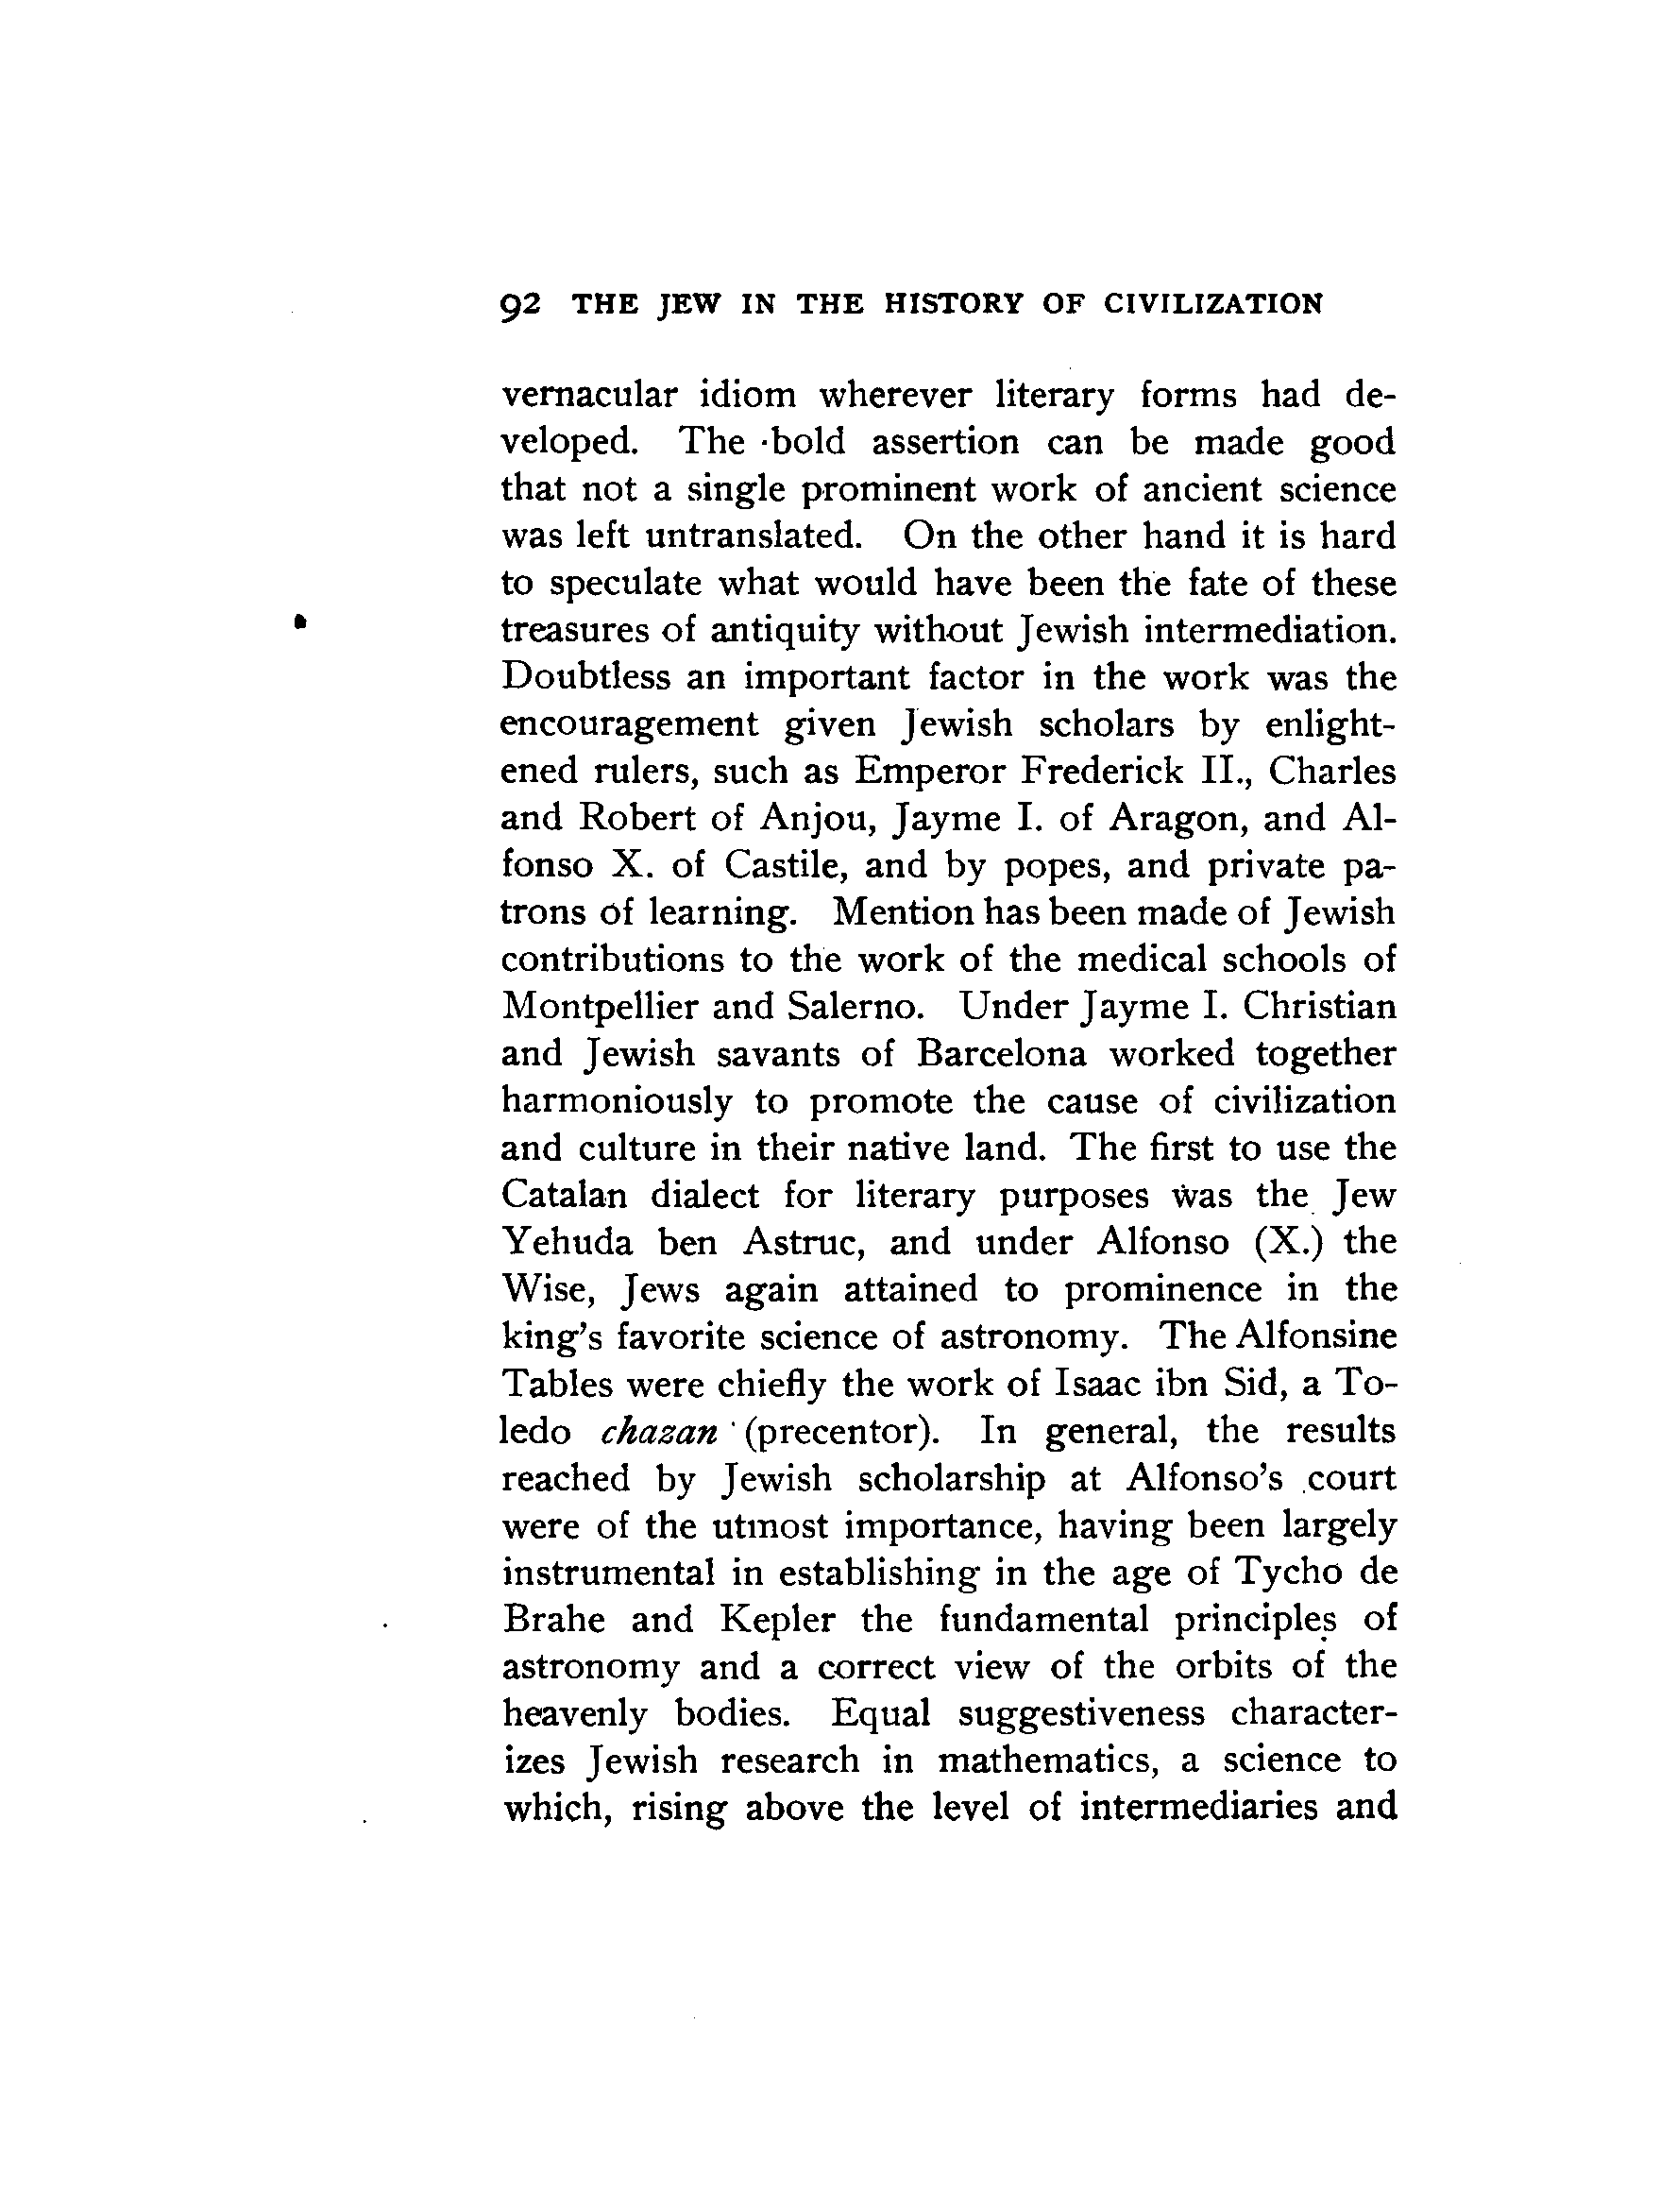 92 THE JEW IN THE HISTORY OF CIVILIZATION
vernacular idiom wherever literary forms had de-
veloped. The bold assertion can be made good
that not a single prominent work of ancient science
was left untranslated. On the other hand it is hard
to speculate what would have been the fate of these
treasures of antiquity without Jewish intermediation.
Doubtless an important factor in the work was the
encouragement given Jewish scholars by enlight-
ened rulers, such as Emperor Frederick II., Charles
and Robert of Anjou, Jayme I. of Aragon, and Al-
fonso X. of Castile, and by popes, and private pa-
trons of learning. Mention has been made of Jewish
contributions to the work of the medical schools of
Montpellier and Salerno. Under Jayme I. Christian
and Jewish savants of Barcelona worked together
harmoniously to promote the cause of civilization
and culture in their native land. The first to use the
Catalan dialect for literary purposes was the Jew
Yehuda ben Astruc, and under Alfonso (X.) the
Wise, Jews again attained to prominence in the
king's favorite science of astronomy. The Alfonsine
Tables were chiefly the work of Isaac ibn Sid, a To-
ledo chazan (precentor). In general, the results
reached by Jewish scholarship at Alfonso's court
were of the utmost importance, having been largely
instrumental in establishing in the age of Tycho de
Brahe and Kepler the fundamental principles of
astronomy and a correct view of the orbits of the
heavenly bodies. Equal suggestiveness character-
izes Jewish research in mathematics, a science to
which, rising above the level of intermediaries and